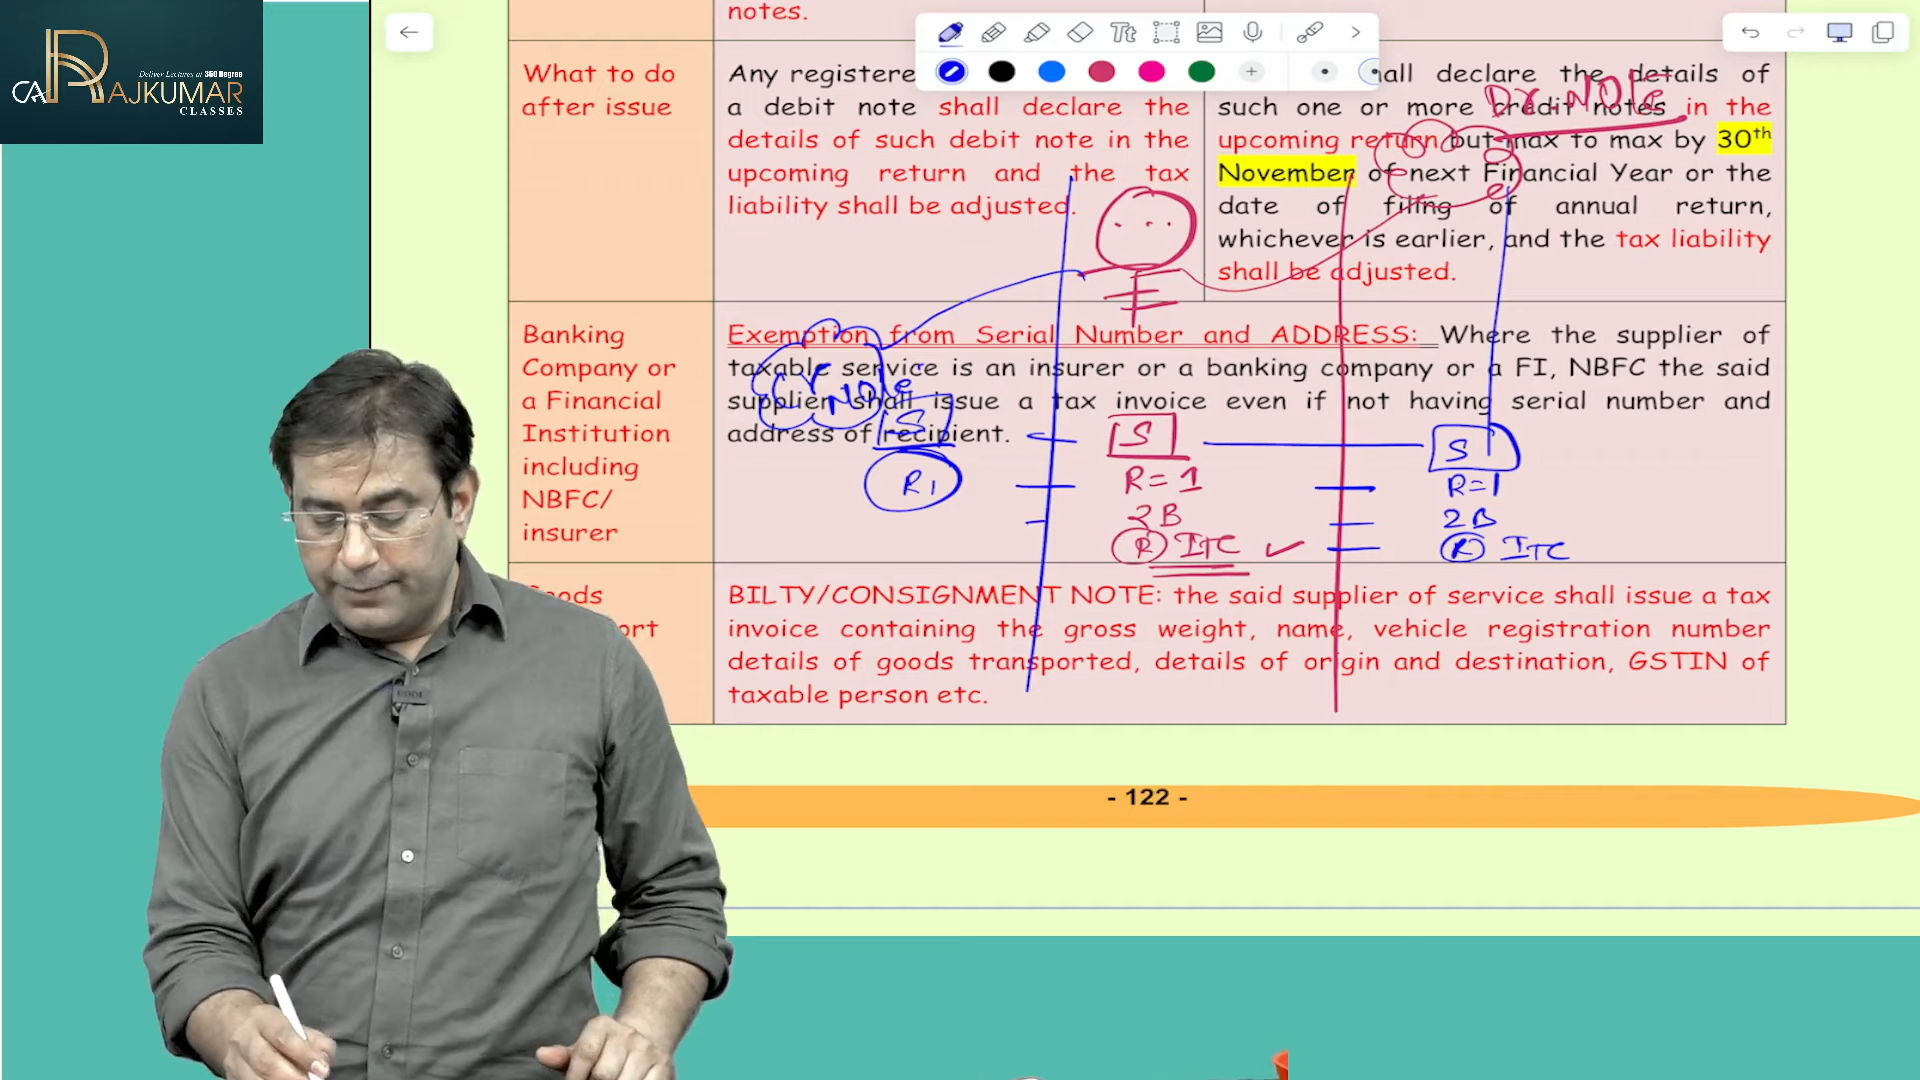 Deliver Lectures at 360 Degree
CA RAJKUMAR
CLASSES
notes.
Tt
What to do
after issue
Any registere
a debit note shall declare the
details of such debit note in the
upcoming return and the tax
liability shall be adjusted.
all declare the details of
such one or more credit notes in the
upcoming return but max to max by 30th
November of next Financial Year or the
date of filing of annual return,
whichever is earlier, and the tax liability
shall be adjusted.
Dr. NOte
Banking
Company or
a Financial
Institution
including
NBFC/
insurer
Exemption from Serial Number and ADDRESS: Where the supplier of
taxable service is an insurer or a banking company or a FI, NBFC the said
supplier shall issue a tax invoice even if not having serial number and
address of recipient.
Cr
NOte
S
R1
S
R=1
2B
R ITC
S
R=1
2B
R ITC
oods
ort
BILTY/CONSIGNMENT NOTE: the said supplier of service shall issue a tax
invoice containing the gross weight, name, vehicle registration number
details of goods transported, details of origin and destination, GSTIN of
taxable person etc.
- 122 -